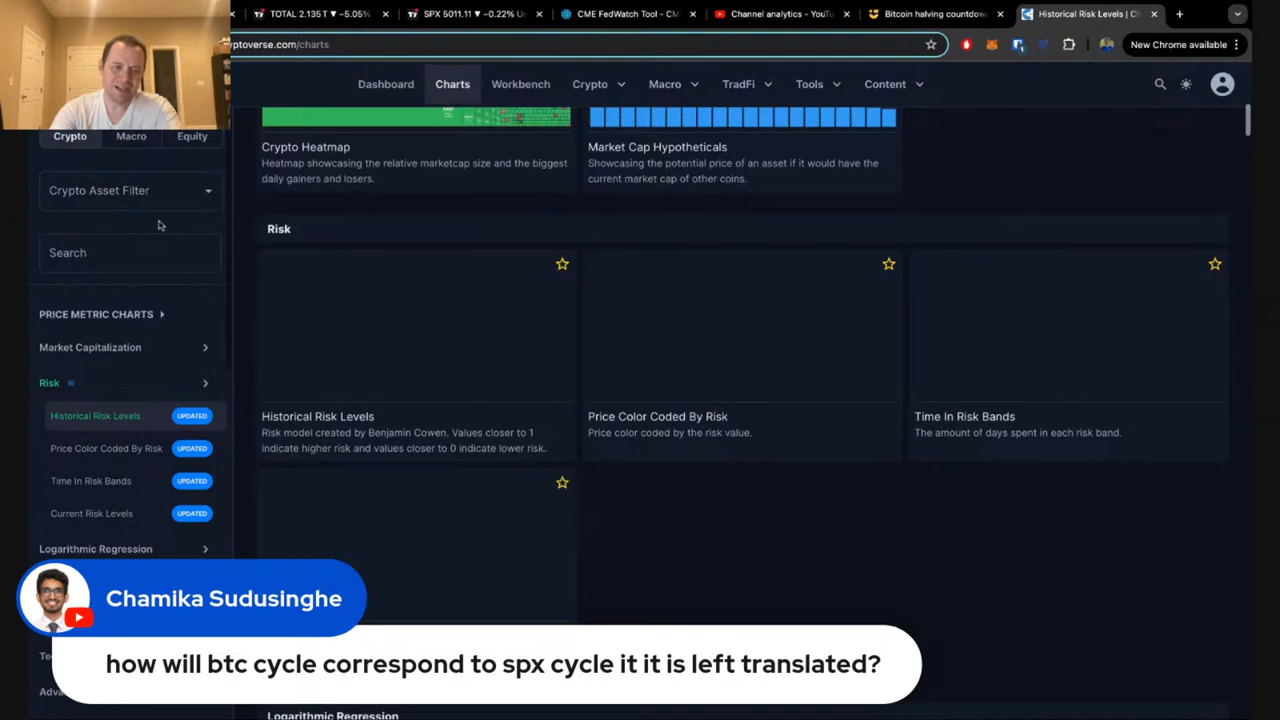 TOTAL 2.135 T ▼ −5.05%
SPX 5011.11 ▼ −0.22% U
CME FedWatch Tool - CM
Channel analytics - YouTu
Bitcoin halving countdow
Historical Risk Levels | Ch
ptoverse.com/charts
New Chrome available
Dashboard
Charts
Workbench
Crypto
Macro
TradFi
Tools
Content
Crypto
Macro
Equity
Crypto Asset Filter
Search
PRICE METRIC CHARTS
Market Capitalization
Risk
Historical Risk Levels UPDATED
Price Color Coded By Risk UPDATED
Time In Risk Bands UPDATED
Current Risk Levels UPDATED
Logarithmic Regression
Te
Adva
Crypto Heatmap
Heatmap showcasing the relative marketcap size and the biggest
daily gainers and losers.
Market Cap Hypotheticals
Showcasing the potential price of an asset if it would have the
current market cap of other coins.
Risk
Historical Risk Levels
Risk model created by Benjamin Cowen. Values closer to 1
indicate higher risk and values closer to 0 indicate lower risk.
Price Color Coded By Risk
Price color coded by the risk value.
Time In Risk Bands
The amount of days spent in each risk band.
Chamika Sudusinghe
how will btc cycle correspond to spx cycle it it is left translated?
Logarithmic Regression